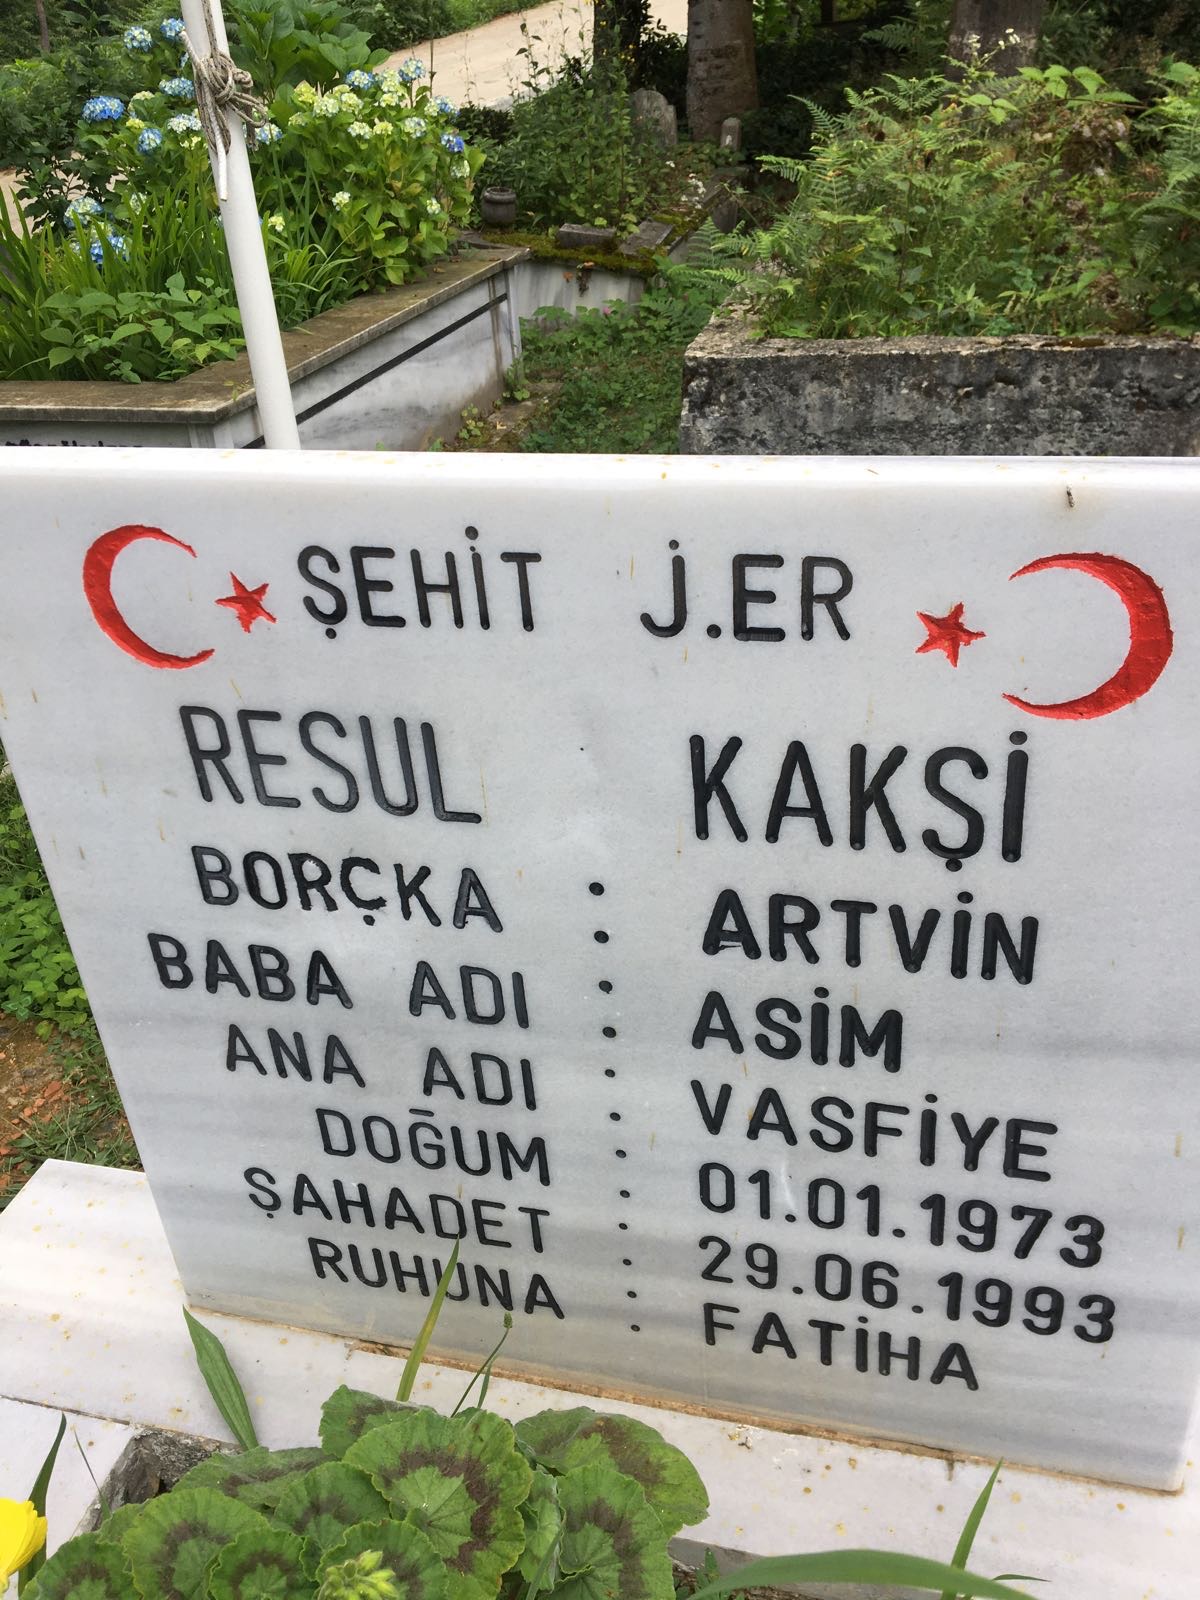 ŞEHİT J.ER
RESUL KAKŞİ
BORÇKA : ARTVİN
BABA ADI : ASİM
ANA ADI : VASFİYE
DOĞUM : 01.01.1973
ŞAHADET : 29.06.1993
RUHUNA : FATİHA